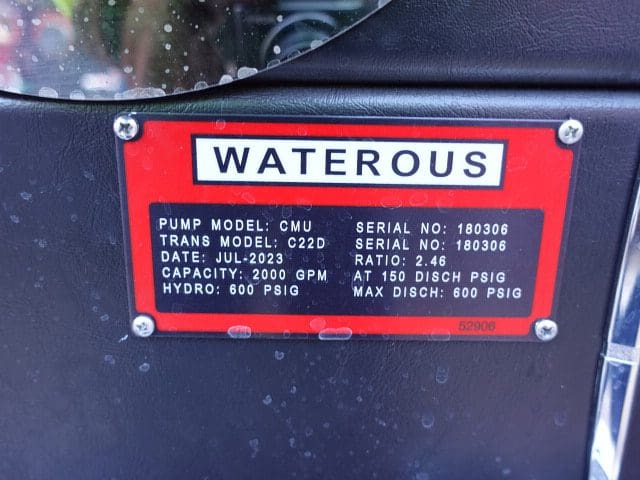 WATEROUS
PUMP MODEL: CMU SERIAL NO: 180306
TRANS MODEL: C22D SERIAL NO: 180306
DATE: JUL-2023 RATIO: 2.46
CAPACITY: 2000 GPM AT 150 DISCH PSIG
HYDRO: 600 PSIG MAX DISCH: 600 PSIG
52906